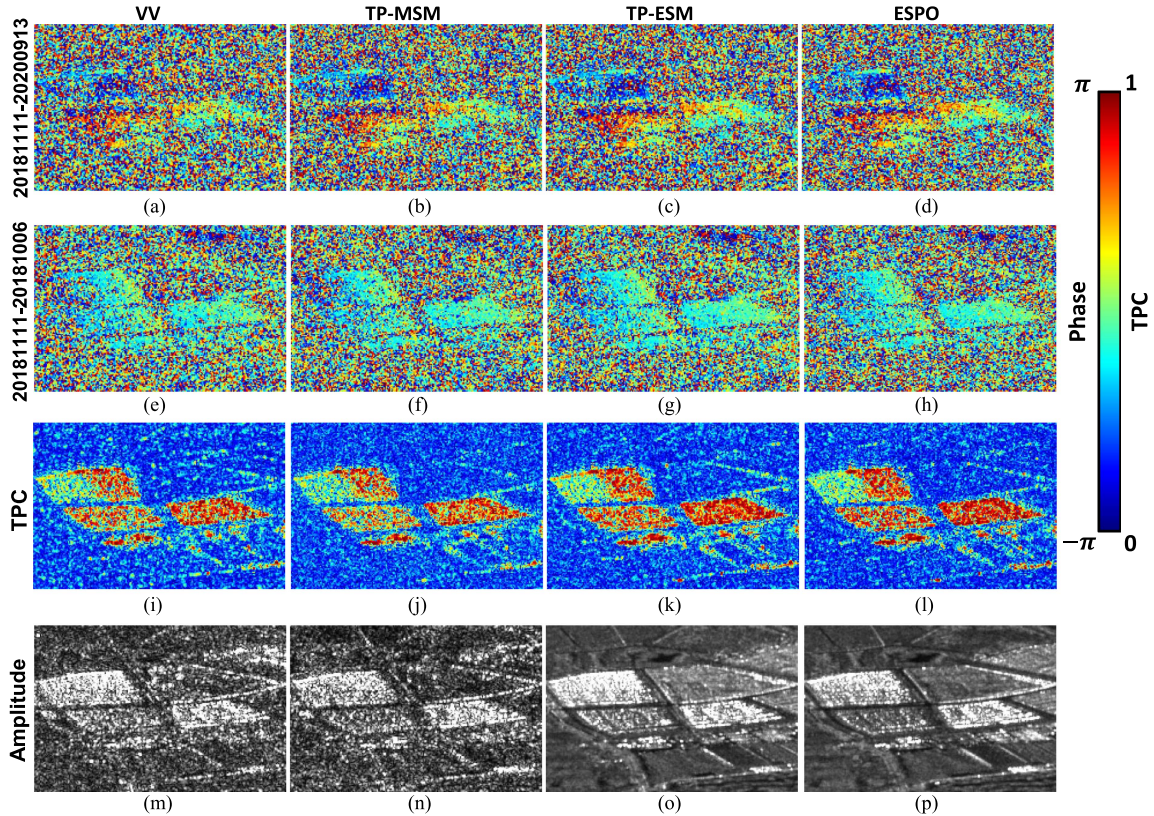 VV TP-MSM TP-ESM ESPO
20181111-20200913
(a) (b) (c) (d)
20181111-20181006
(e) (f) (g) (h)
TPC
(i) (j) (k) (l)
Amplitude
(m) (n) (o) (p)
π 1
Phase
TPC
−π 0